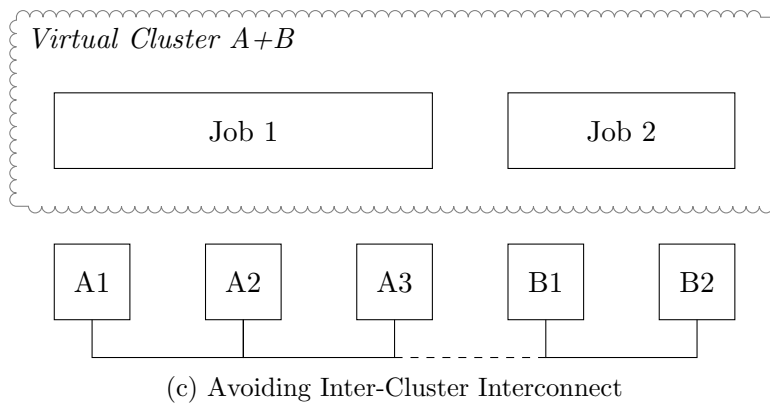 Virtual Cluster A+B
Job 1 Job 2
A1 A2 A3 B1 B2
(c) Avoiding Inter-Cluster Interconnect